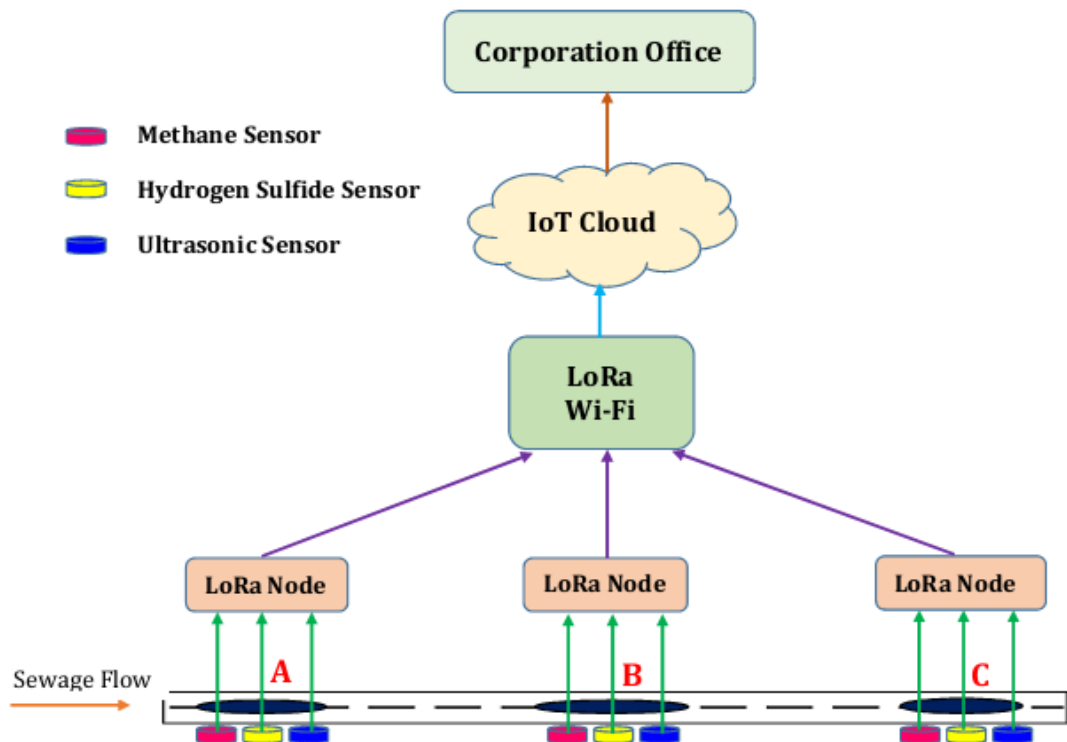 Corporation Office
Methane Sensor
Hydrogen Sulfide Sensor
Ultrasonic Sensor
IoT Cloud
LoRa
Wi-Fi
LoRa Node
LoRa Node
LoRa Node
A
B
C
Sewage Flow